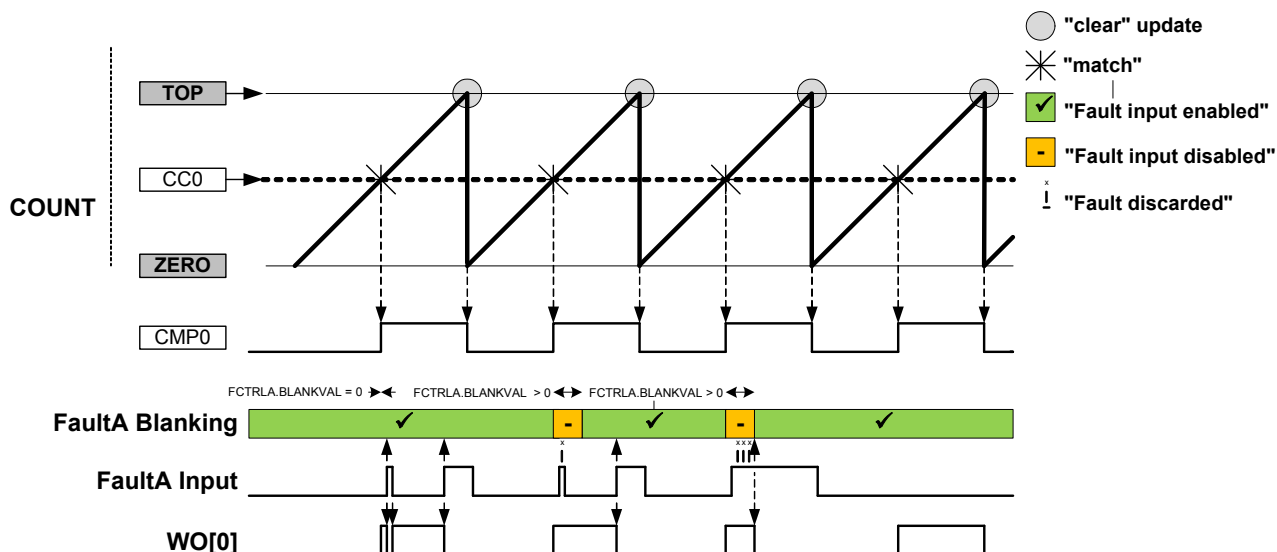 "clear" update
"match"
"Fault input enabled"
"Fault input disabled"
"Fault discarded"
TOP
CC0
COUNT
ZERO
CMP0
FCTRLA.BLANKVAL = 0
FCTRLA.BLANKVAL > 0
FCTRLA.BLANKVAL > 0
FaultA Blanking
✓ - ✓ - ✓
x x x x
FaultA Input
WO[0]